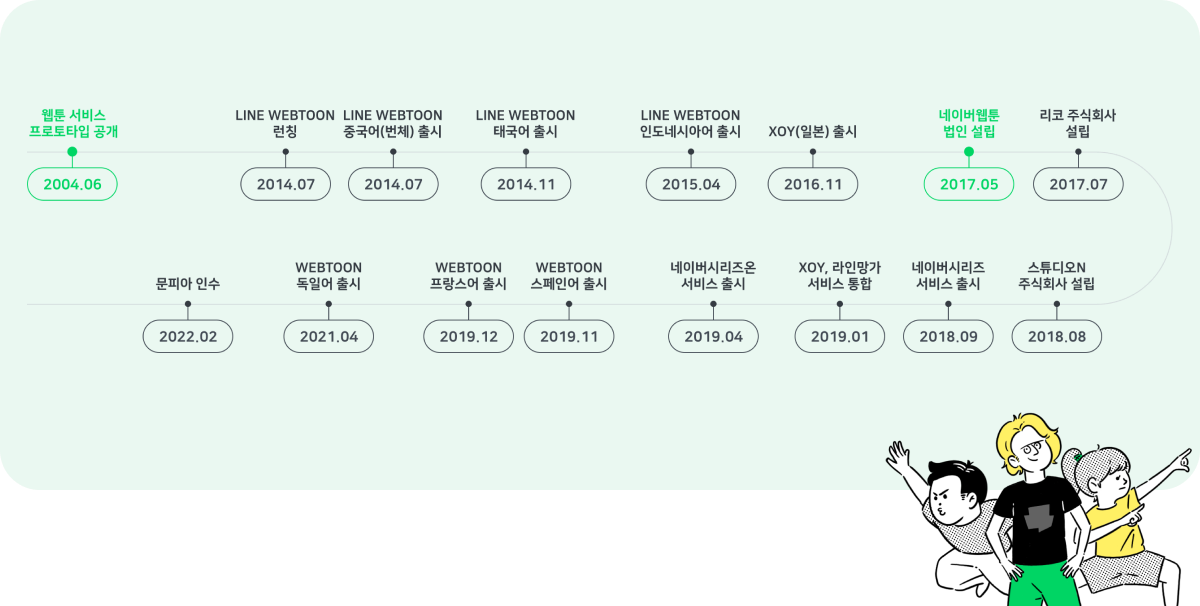 웹툰 서비스
프로토타입 공개
2004.06
LINE WEBTOON
런칭
2014.07
LINE WEBTOON
중국어(번체) 출시
2014.07
LINE WEBTOON
태국어 출시
2014.11
LINE WEBTOON
인도네시아어 출시
2015.04
XOY(일본) 출시
2016.11
네이버웹툰
법인 설립
2017.05
리코 주식회사
설립
2017.07
문피아 인수
2022.02
WEBTOON
독일어 출시
2021.04
WEBTOON
프랑스어 출시
2019.12
WEBTOON
스페인어 출시
2019.11
네이버시리즈온
서비스 출시
2019.04
XOY, 라인망가
서비스 통합
2019.01
네이버시리즈
서비스 출시
2018.09
스튜디오N
주식회사 설립
2018.08